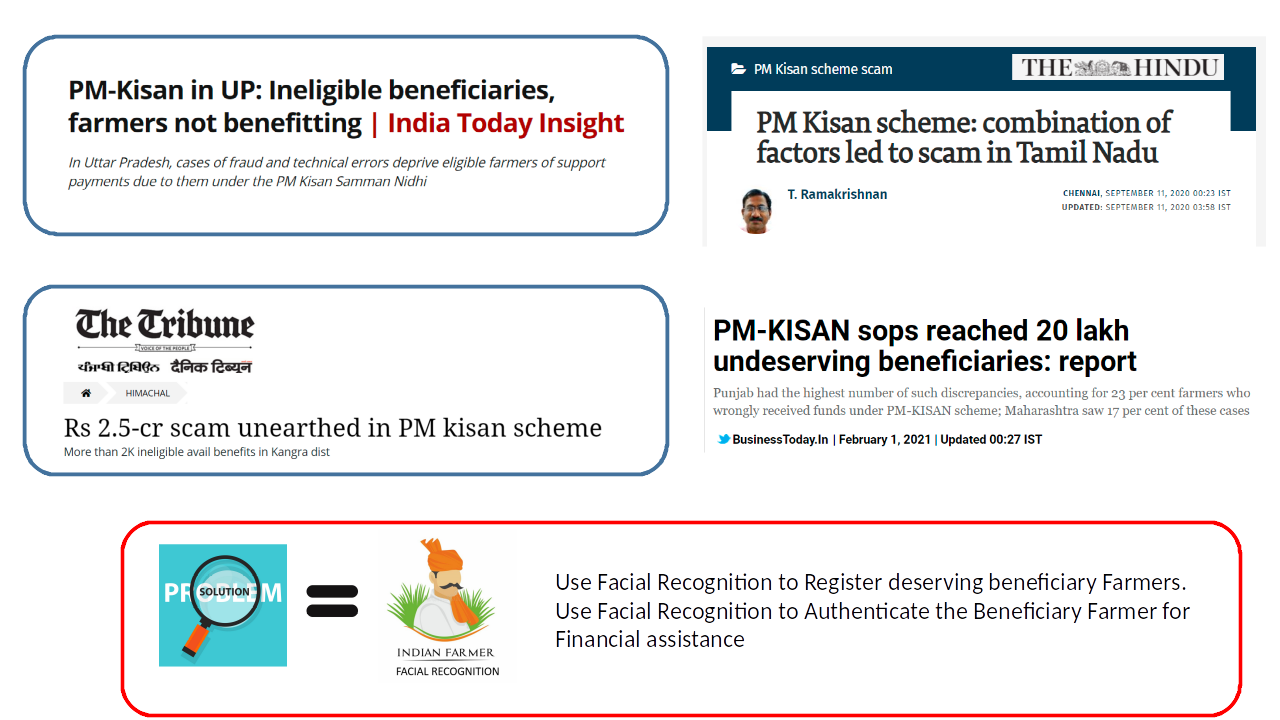 PM-Kisan in UP: Ineligible beneficiaries,
farmers not benefitting | India Today Insight
In Uttar Pradesh, cases of fraud and technical errors deprive eligible farmers of support
payments due to them under the PM Kisan Samman Nidhi
PM Kisan scheme scam
THE HINDU
PM Kisan scheme: combination of
factors led to scam in Tamil Nadu
T. Ramakrishnan
CHENNAI, SEPTEMBER 11, 2020 00:23 IST
UPDATED: SEPTEMBER 11, 2020 03:58 IST
The Tribune
VOICE OF THE PEOPLE
ਪੰਜਾਬੀ ਟ੍ਰਿਬਿਊਨ दैनिक ट्रिब्यून
HIMACHAL
Rs 2.5-cr scam unearthed in PM kisan scheme
More than 2K ineligible avail benefits in Kangra dist
PM-KISAN sops reached 20 lakh
undeserving beneficiaries: report
Punjab had the highest number of such discrepancies, accounting for 23 per cent farmers who
wrongly received funds under PM-KISAN scheme; Maharashtra saw 17 per cent of these cases
BusinessToday.In | February 1, 2021 | Updated 00:27 IST
PROBLEM
SOLUTION
INDIAN FARMER
FACIAL RECOGNITION
Use Facial Recognition to Register deserving beneficiary Farmers.
Use Facial Recognition to Authenticate the Beneficiary Farmer for
Financial assistance